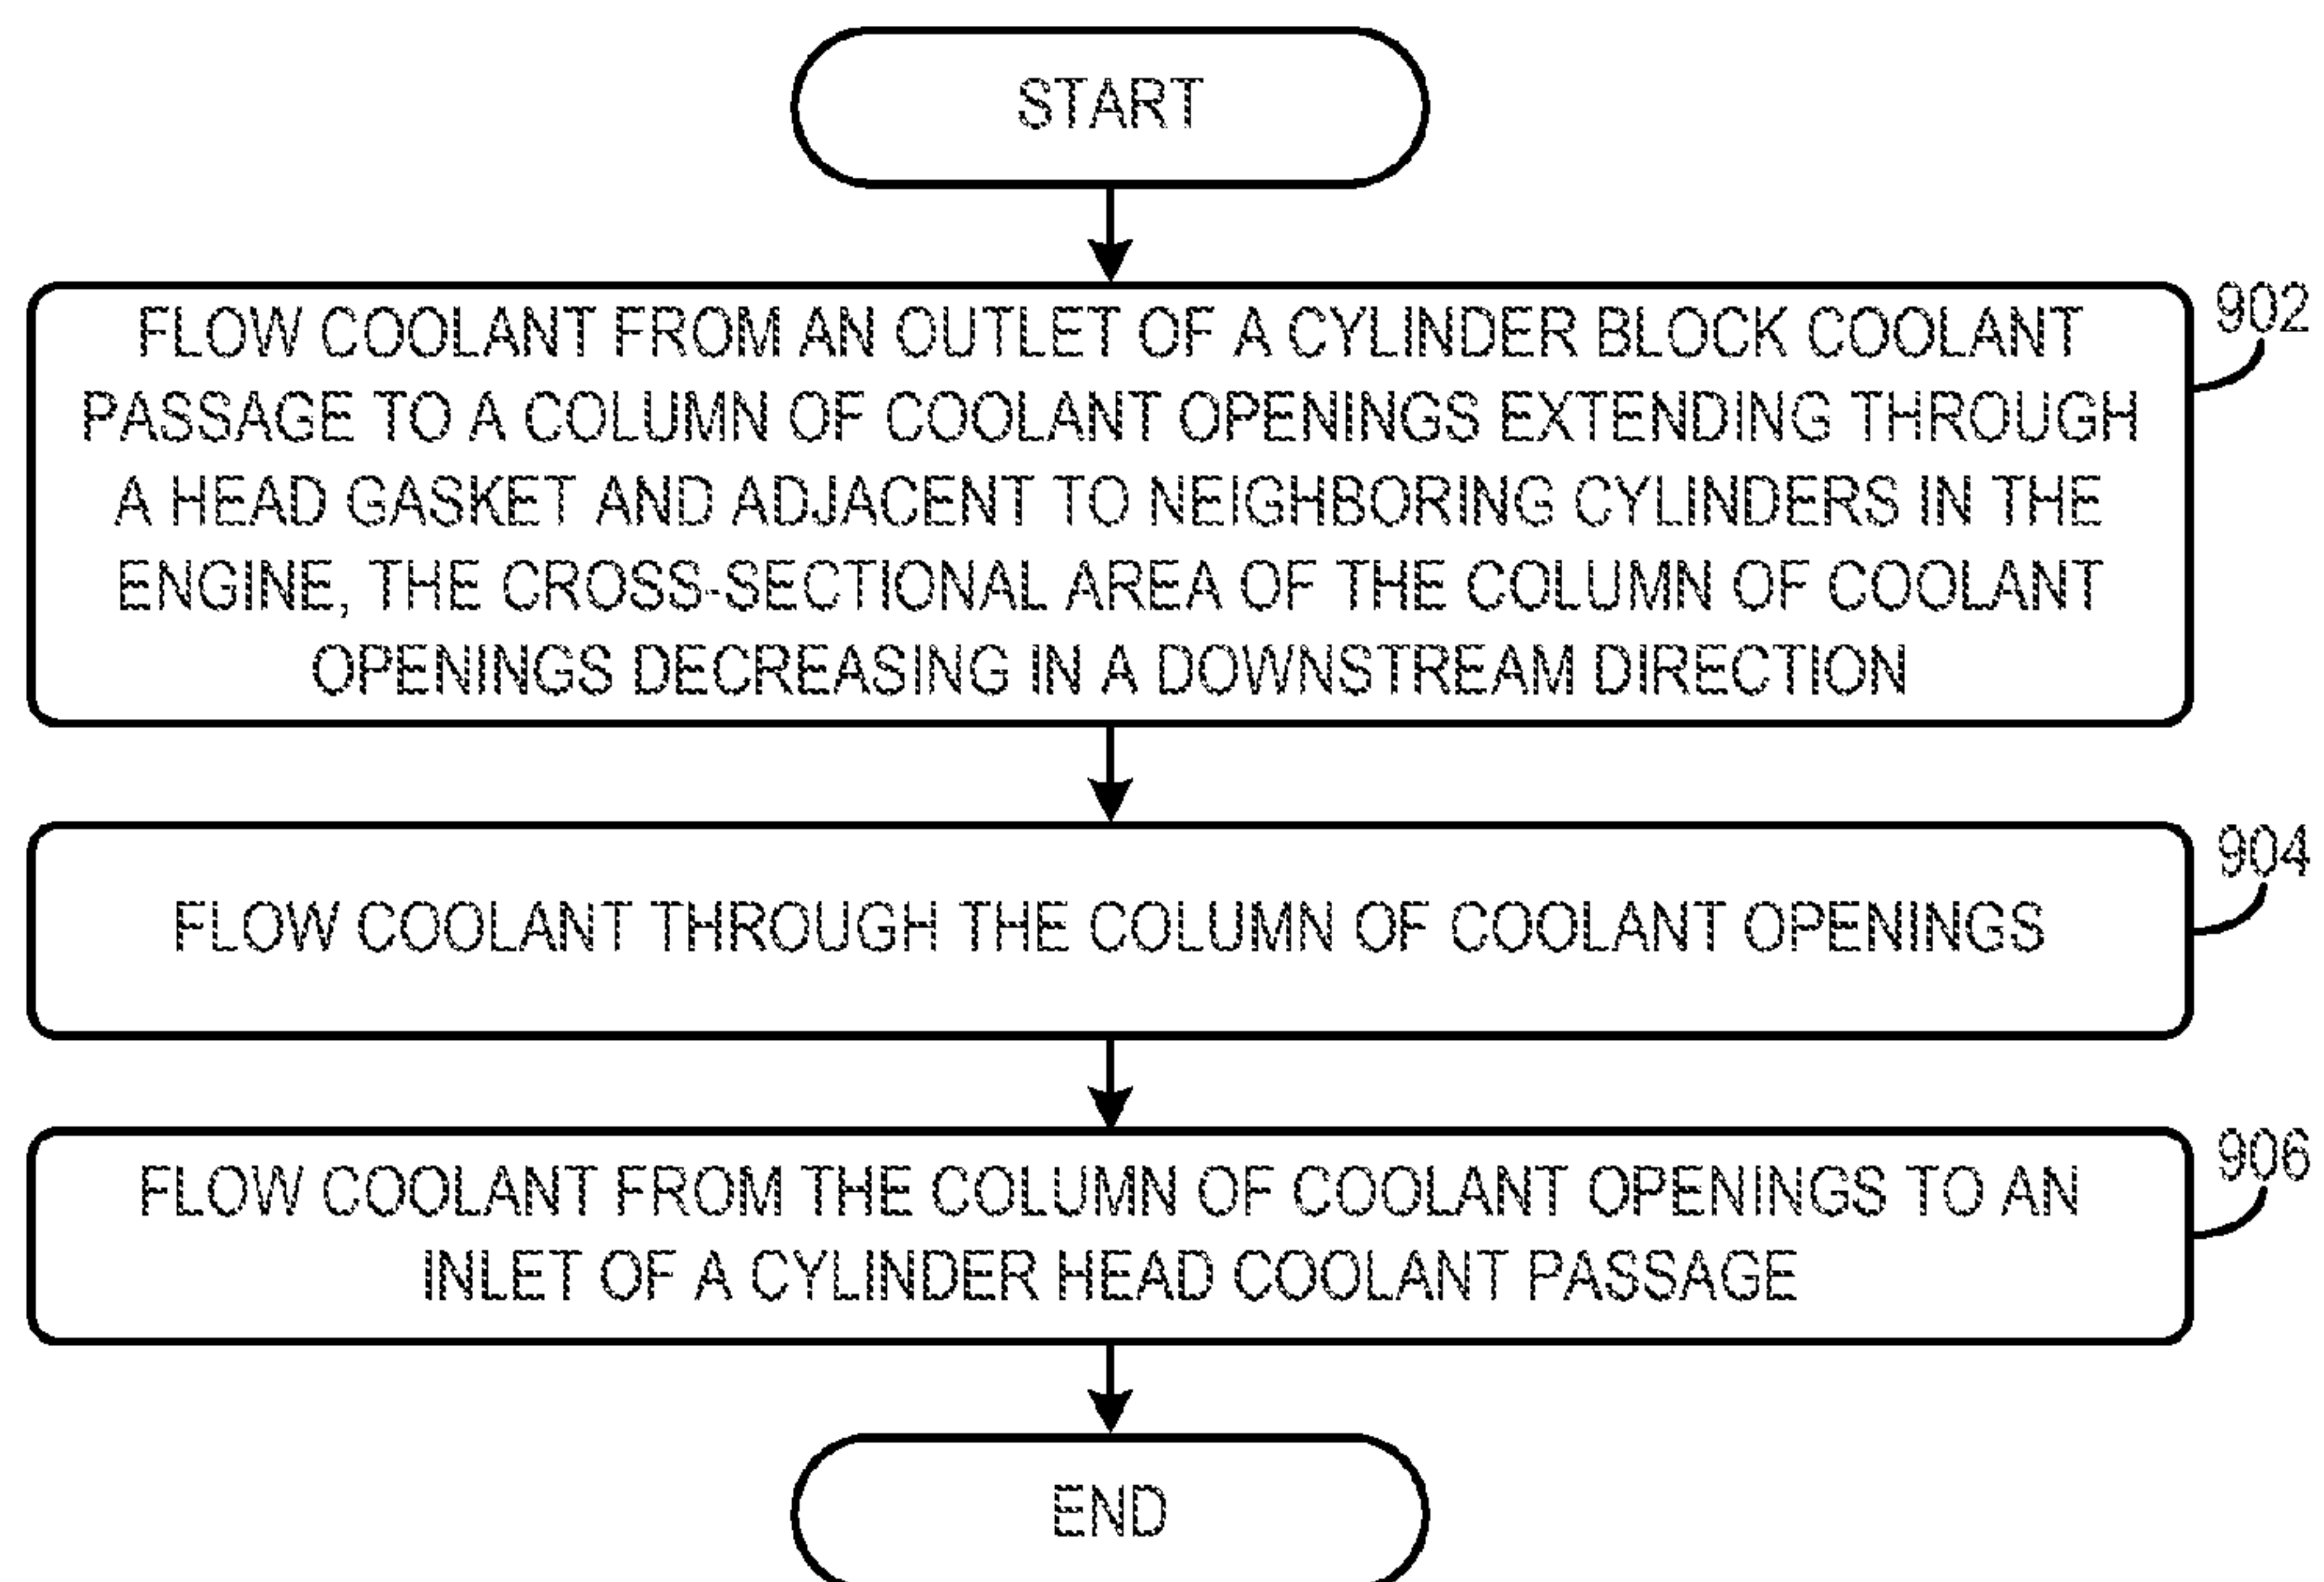 START
FLOW COOLANT FROM AN OUTLET OF A CYLINDER BLOCK COOLANT
PASSAGE TO A COLUMN OF COOLANT OPENINGS EXTENDING THROUGH
A HEAD GASKET AND ADJACENT TO NEIGHBORING CYLINDERS IN THE
ENGINE, THE CROSS-SECTIONAL AREA OF THE COLUMN OF COOLANT
OPENINGS DECREASING IN A DOWNSTREAM DIRECTION
902
FLOW COOLANT THROUGH THE COLUMN OF COOLANT OPENINGS
904
FLOW COOLANT FROM THE COLUMN OF COOLANT OPENINGS TO AN
INLET OF A CYLINDER HEAD COOLANT PASSAGE
906
END